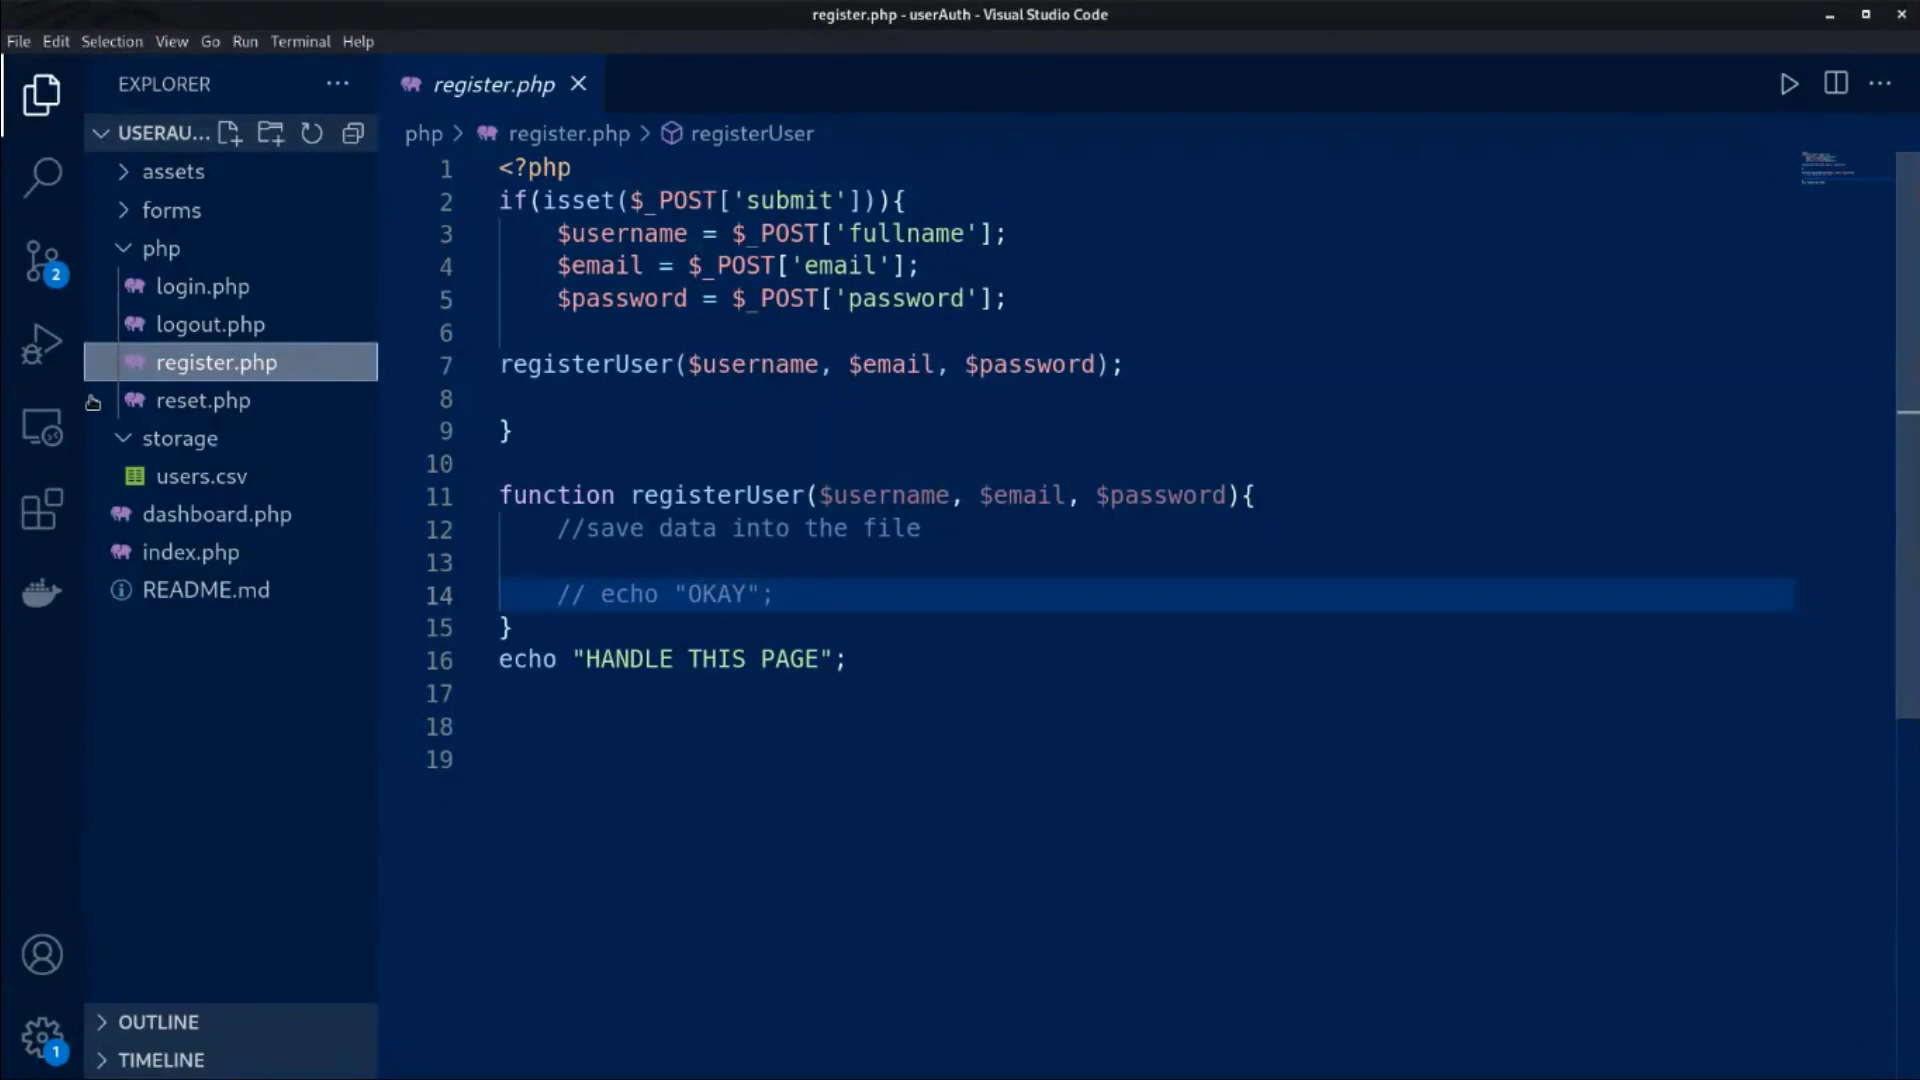 register.php - userAuth - Visual Studio Code
File Edit Selection View Go Run Terminal Help
EXPLORER
register.php
USERAU...
php > register.php > registerUser
assets
forms
php
login.php
logout.php
register.php
reset.php
storage
users.csv
dashboard.php
index.php
README.md
2
1 <?php
2 if(isset($_POST['submit'])){
3 $username = $_POST['fullname'];
4 $email = $_POST['email'];
5 $password = $_POST['password'];
6
7 registerUser($username, $email, $password);
8
9 }
10
11 function registerUser($username, $email, $password){
12 //save data into the file
13
14 // echo "OKAY";
15 }
16 echo "HANDLE THIS PAGE";
17
18
19
OUTLINE
TIMELINE
1